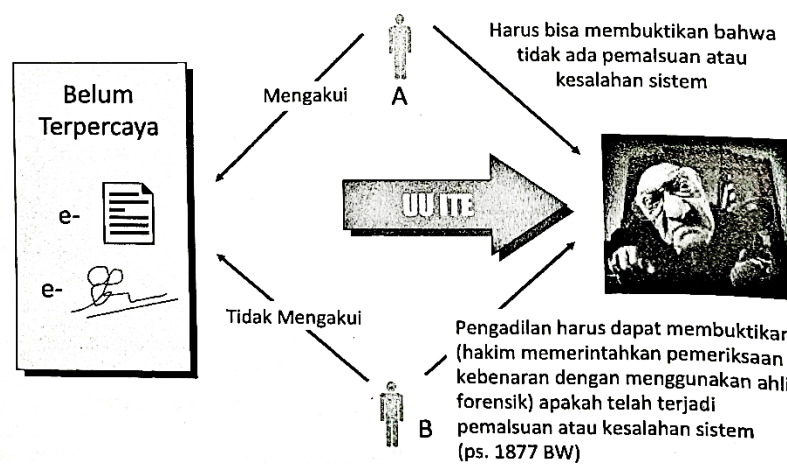 Harus bisa membuktikan bahwa
tidak ada pemalsuan atau
kesalahan sistem
Belum
Terpercaya
Mengakui
A
e-
UU ITE
e-
Tidak Mengakui
B
Pengadilan harus dapat membuktikan
(hakim memerintahkan pemeriksaan
kebenaran dengan menggunakan ahli
forensik) apakah telah terjadi
pemalsuan atau kesalahan sistem
(ps. 1877 BW)